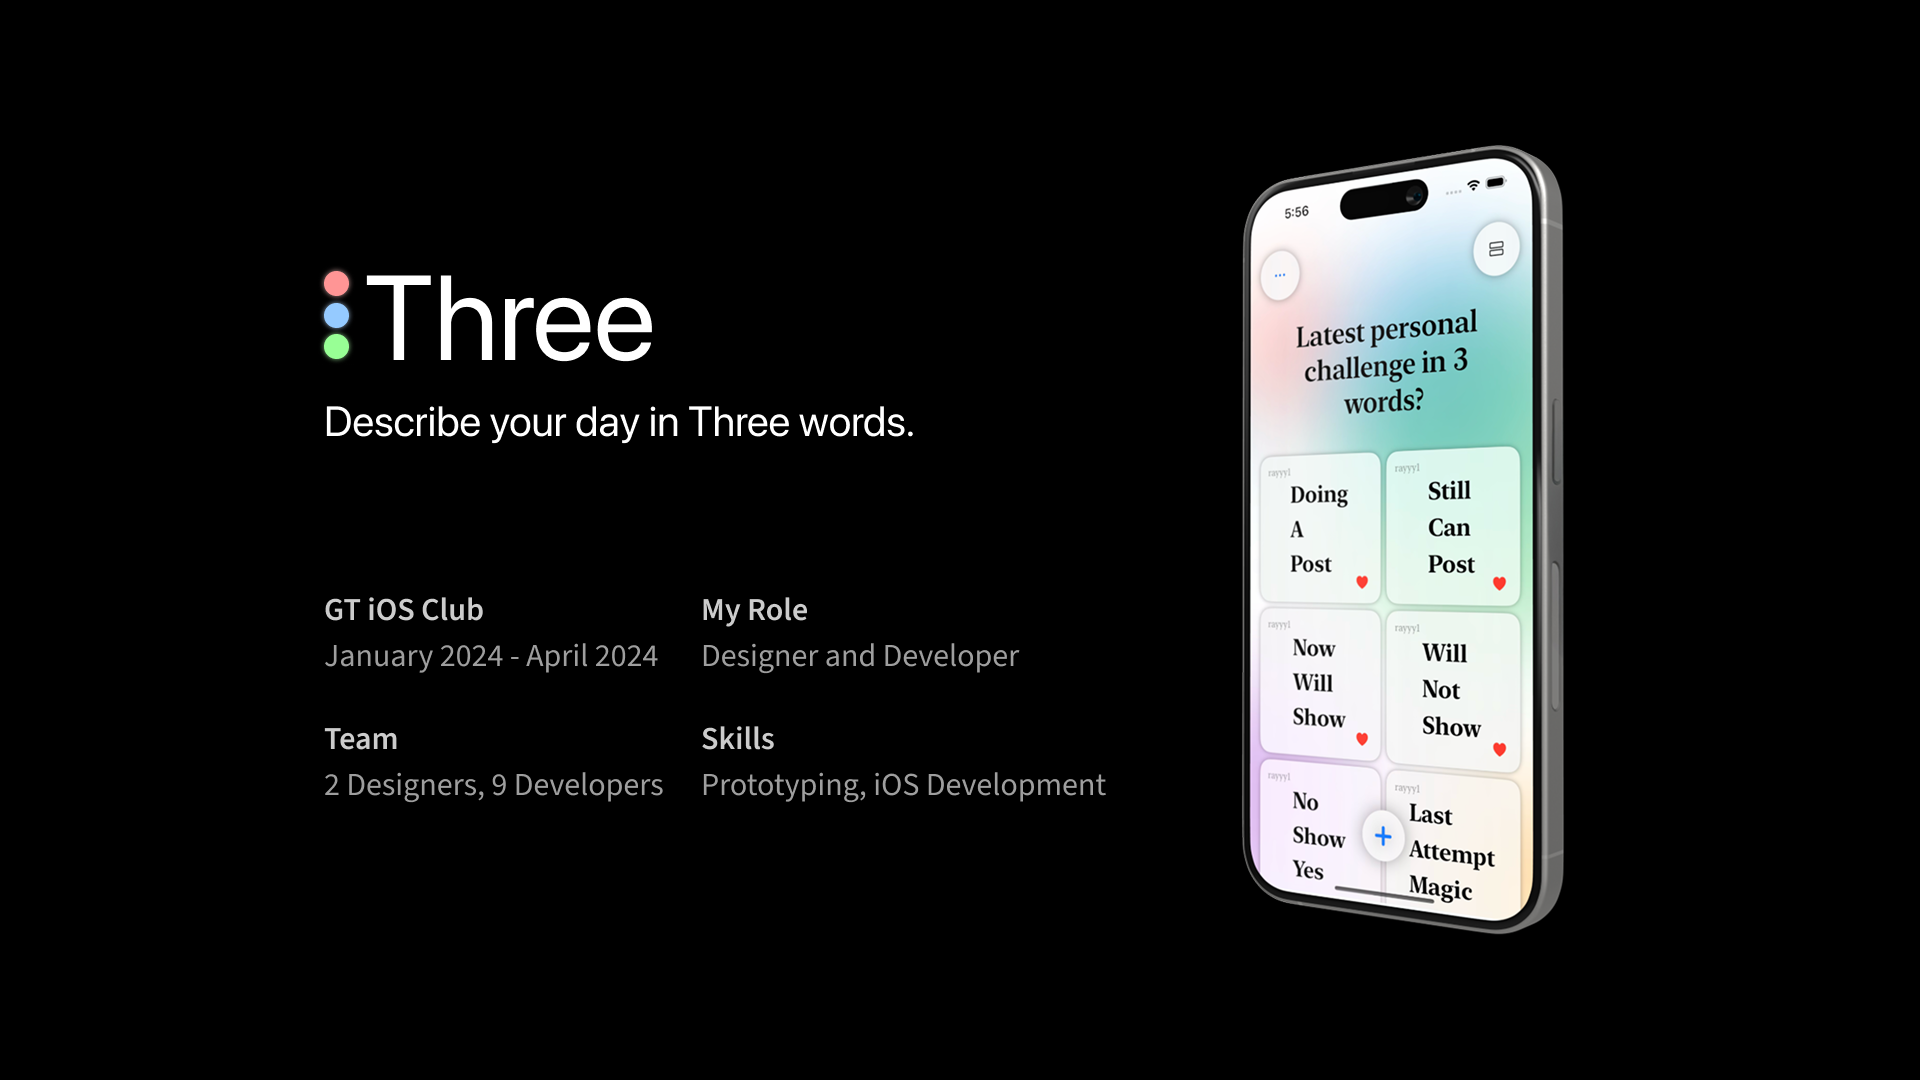 Three
Describe your day in Three words.
GT iOS Club
January 2024 - April 2024
My Role
Designer and Developer
Team
2 Designers, 9 Developers
Skills
Prototyping, iOS Development
5:56
Latest personal
challenge in 3
words?
rayyyl
Doing
A
Post
rayyyl
Still
Can
Post
rayyyl
Now
Will
Show
rayyyl
Will
Not
Show
rayyyl
No
Show
Yes
rayyyl
Last
Attempt
Magic